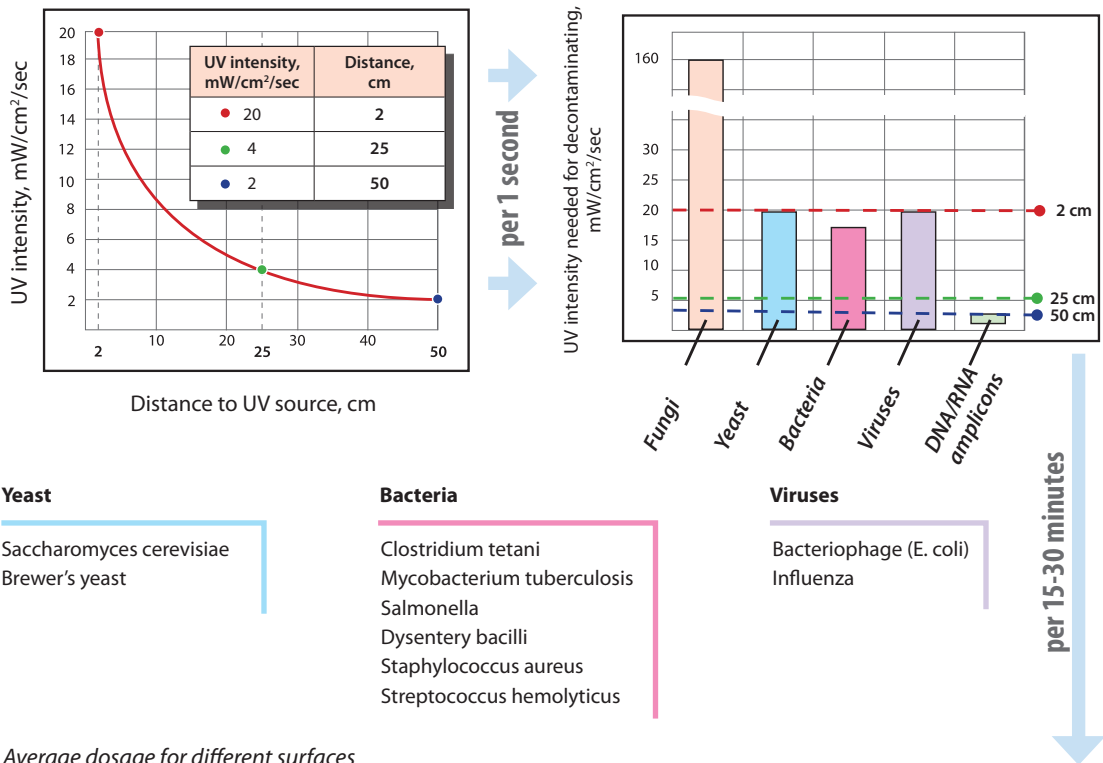 UV intensity, mW/cm²/sec
20
18
16
14
12
10
8
6
4
2
2
10
20
25
30
40
50
Distance to UV source, cm
UV intensity,
mW/cm²/sec
Distance,
cm
20
2
4
25
2
50
per 1 second
UV intensity needed for decontaminating,
mW/cm²/sec
160
30
25
20
15
10
5
2 cm
25 cm
50 cm
Fungi
Yeast
Bacteria
Viruses
DNA/RNA
amplicons
per 15-30 minutes
Yeast
Saccharomyces cerevisiae
Brewer's yeast
Bacteria
Clostridium tetani
Mycobacterium tuberculosis
Salmonella
Dysentery bacilli
Staphylococcus aureus
Streptococcus hemolyticus
Viruses
Bacteriophage (E. coli)
Influenza
Average dosage for different surfaces